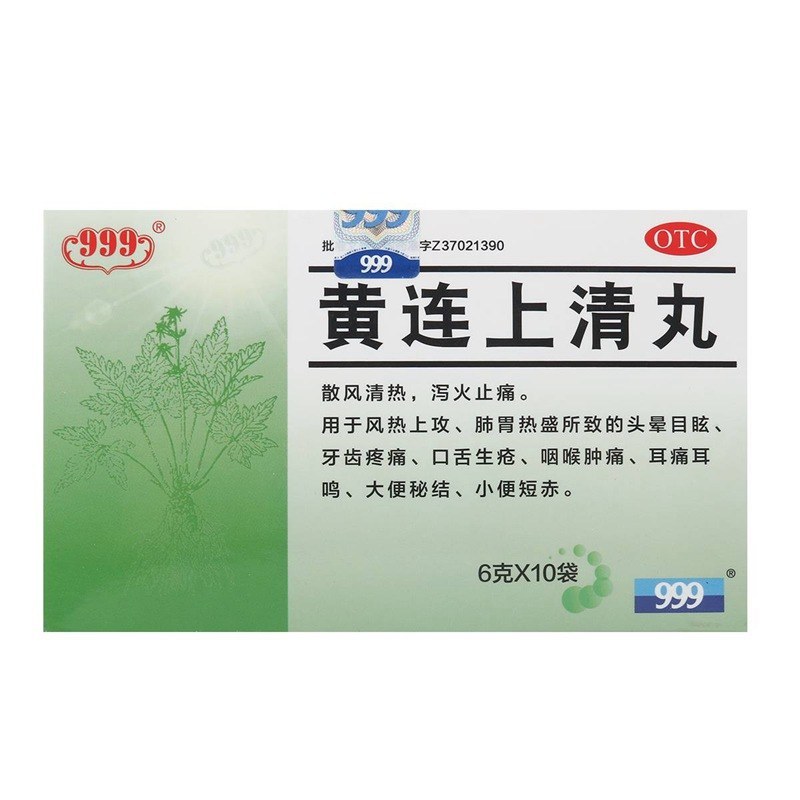 999®
批 字Z37021390
999
999
OTC
黄连上清丸
散风清热，泻火止痛。
用于风热上攻、肺胃热盛所致的头晕目眩、
牙齿疼痛、口舌生疮、咽喉肿痛、耳痛耳
鸣、大便秘结、小便短赤。
6克X10袋
999®